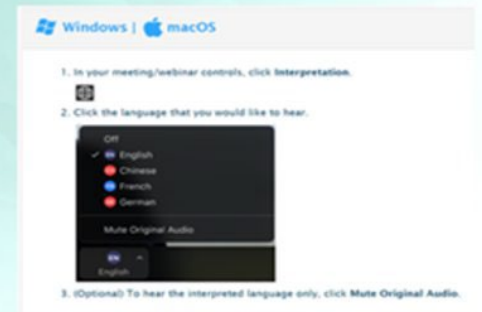 Windows | macOS
1. In your meeting/webinar controls, click Interpretation.
2. Click the language that you would like to hear.
Off
EN English
Chinese
French
German
Mute Original Audio
EN
English
3. (Optional) To hear the interpreted language only, click Mute Original Audio.